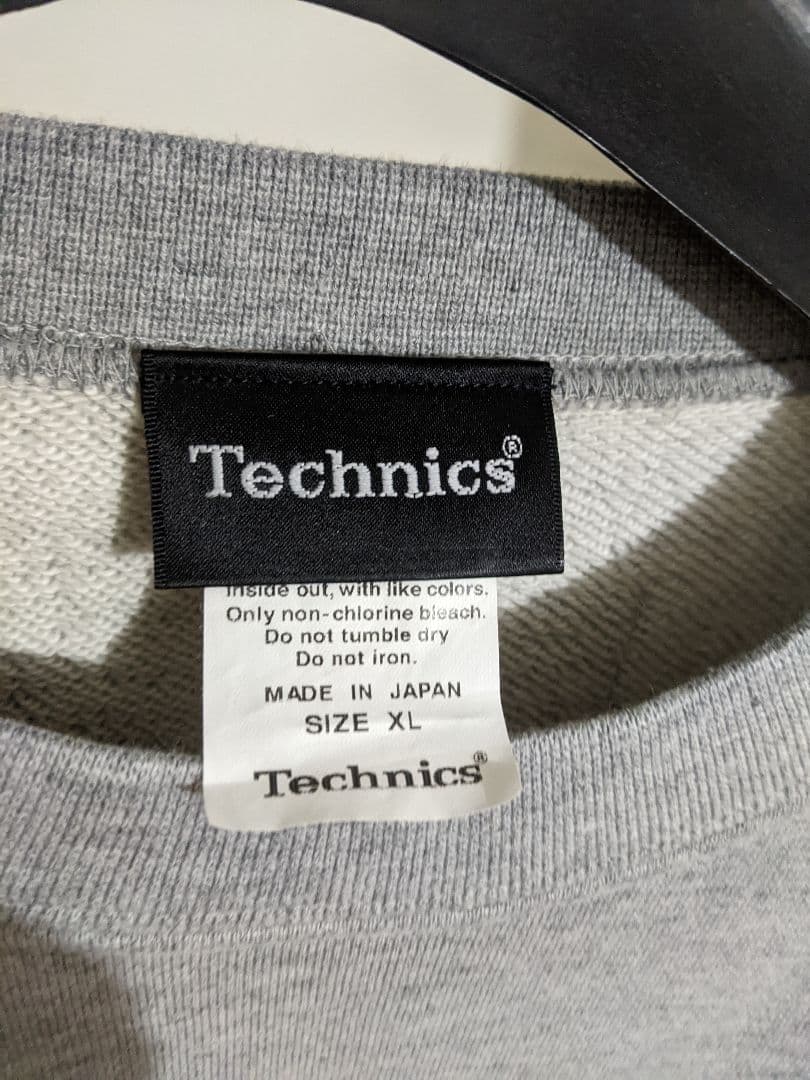 Technics®
inside out, with like colors.
Only non-chlorine bleach.
Do not tumble dry
Do not iron.
MADE IN JAPAN
SIZE XL
Technics®